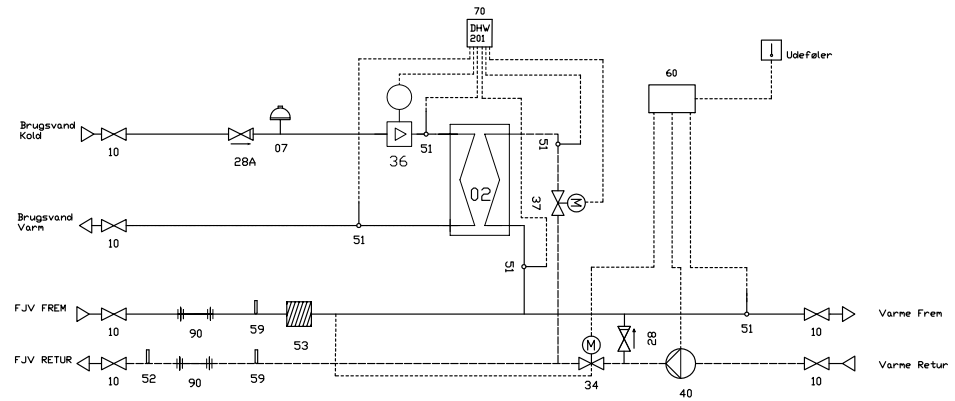 70
DHW
201
60
Udeføler
Brugsvand
Kold
10
28A
07
36
51
51
02
37
M
Brugsvand
Varm
10
51
51
FJV FREM
10
90
59
53
82
51
10
Varme Frem
FJV RETUR
10
52
90
59
M
34
40
10
Varme Retur